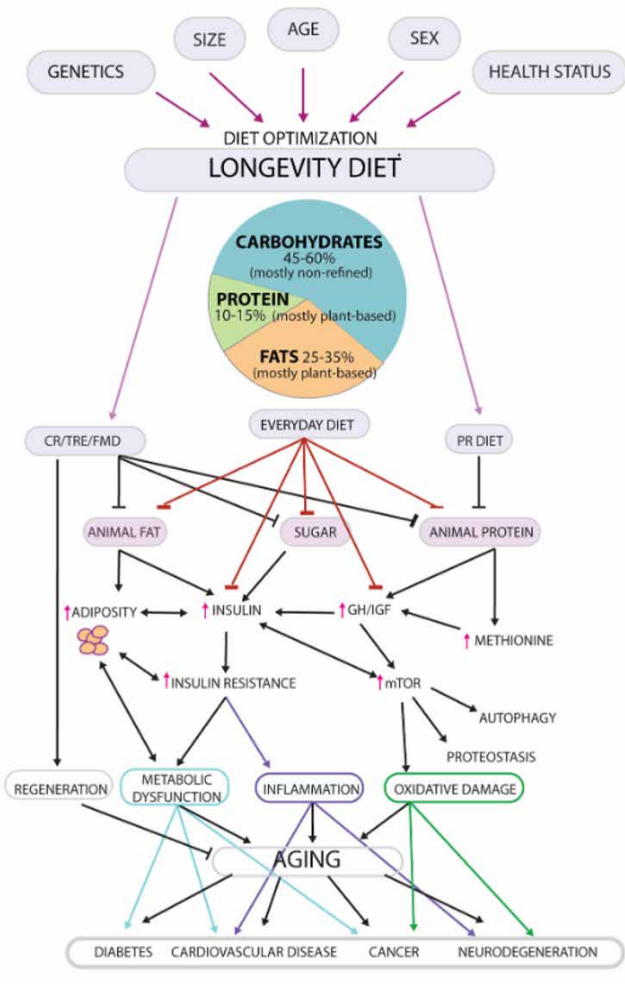 GENETICS
SIZE
AGE
SEX
HEALTH STATUS
DIET OPTIMIZATION
LONGEVITY DIET
CARBOHYDRATES
45-60%
(mostly non-refined)
PROTEIN
10-15% (mostly plant-based)
FATS 25-35%
(mostly plant-based)
CR/TRE/FMD
EVERYDAY DIET
PR DIET
ANIMAL FAT
SUGAR
ANIMAL PROTEIN
↑ADIPOSITY
↑INSULIN
↑GH/IGF
↑METHIONINE
↑INSULIN RESISTANCE
↑mTOR
AUTOPHAGY
PROTEOSTASIS
REGENERATION
METABOLIC
DYSFUNCTION
INFLAMMATION
OXIDATIVE DAMAGE
AGING
DIABETES
CARDIOVASCULAR DISEASE
CANCER
NEURODEGENERATION